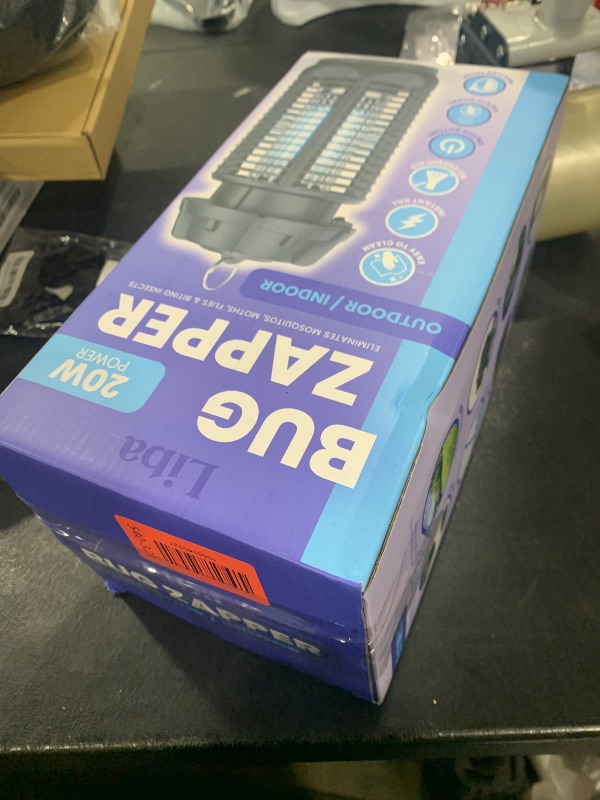 Liba
BUG
ZAPPER
20W
POWER
ELIMINATES MOSQUITOS, MOTHS, FLIES & BITING INSECTS
OUTDOOR / INDOOR
EASY TO CLEAN
INSTANT KILL
BUG ZAPPER